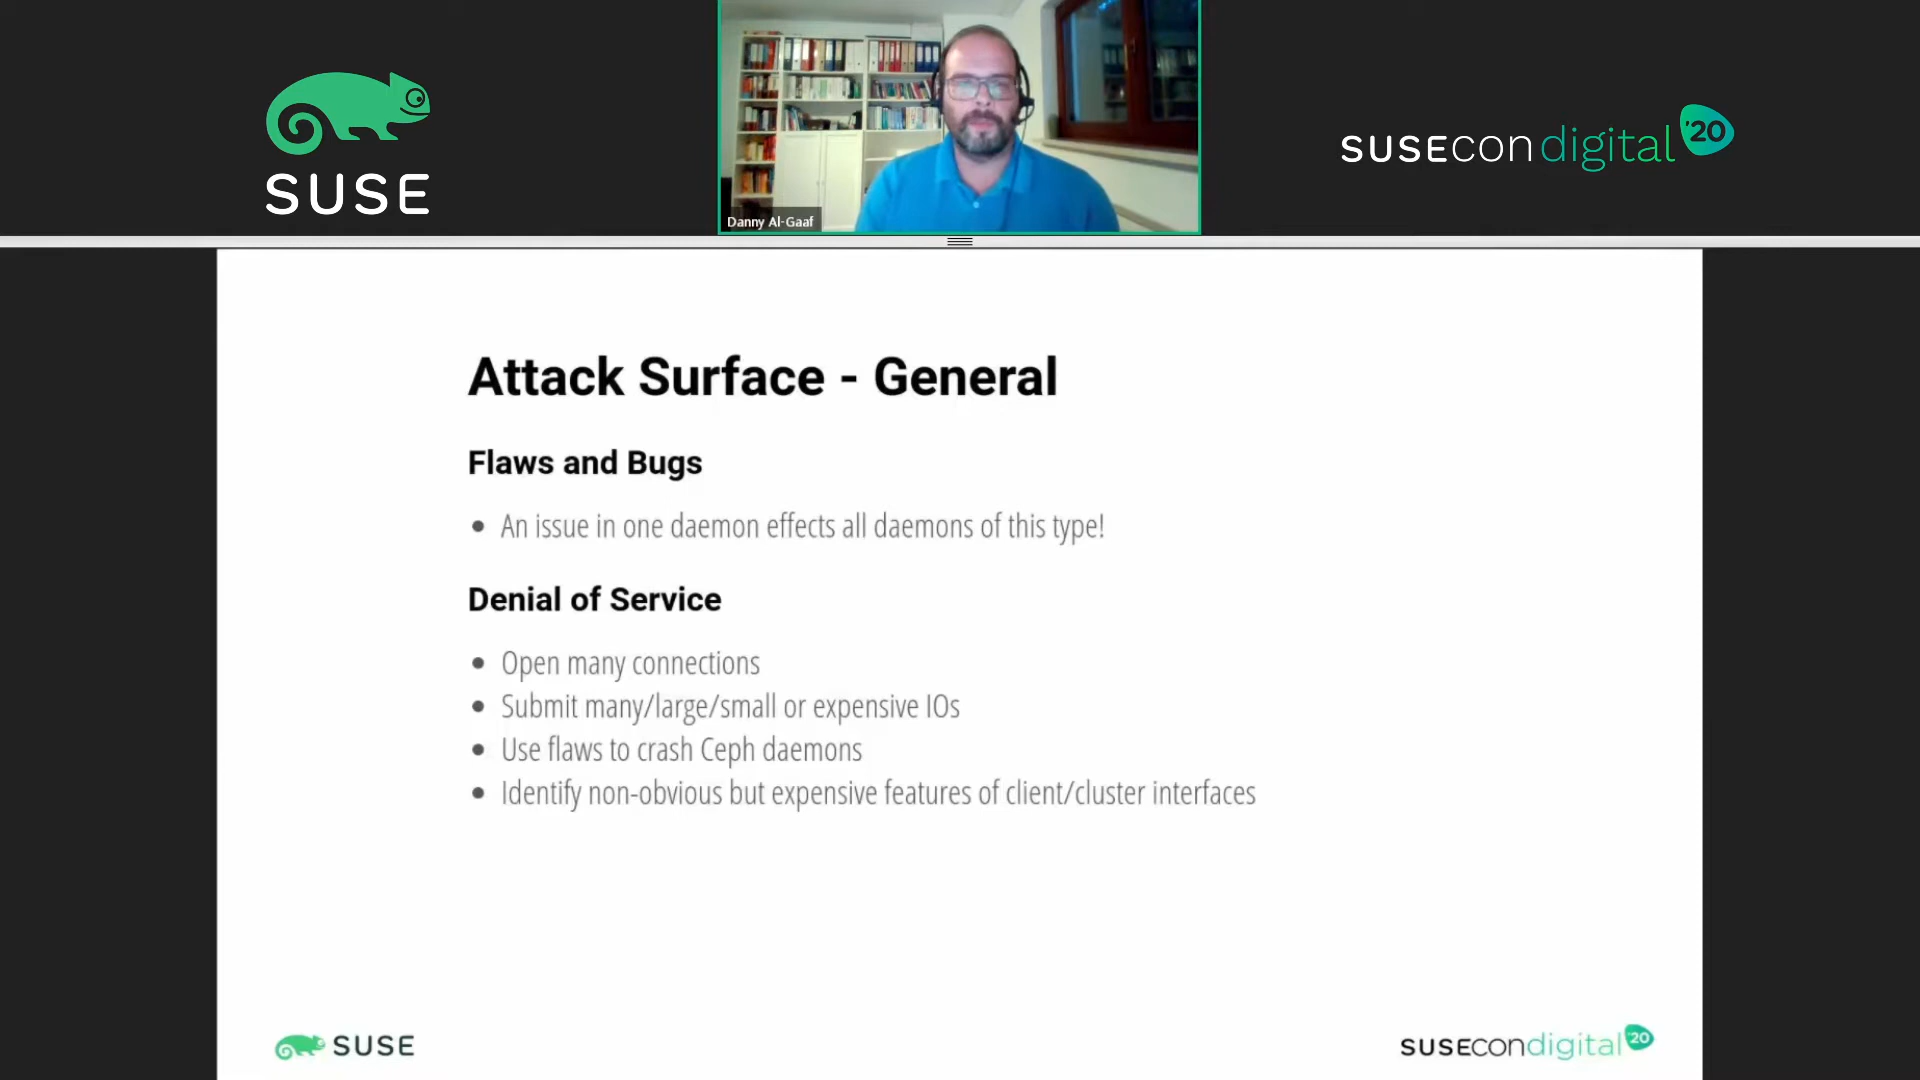 SUSE
Danny Al-Gaaf
SUSECON digital '20
Attack Surface - General
Flaws and Bugs
• An issue in one daemon effects all daemons of this type!
Denial of Service
• Open many connections
• Submit many/large/small or expensive IOs
• Use flaws to crash Ceph daemons
• Identify non-obvious but expensive features of client/cluster interfaces
SUSE
SUSECONdigital '20